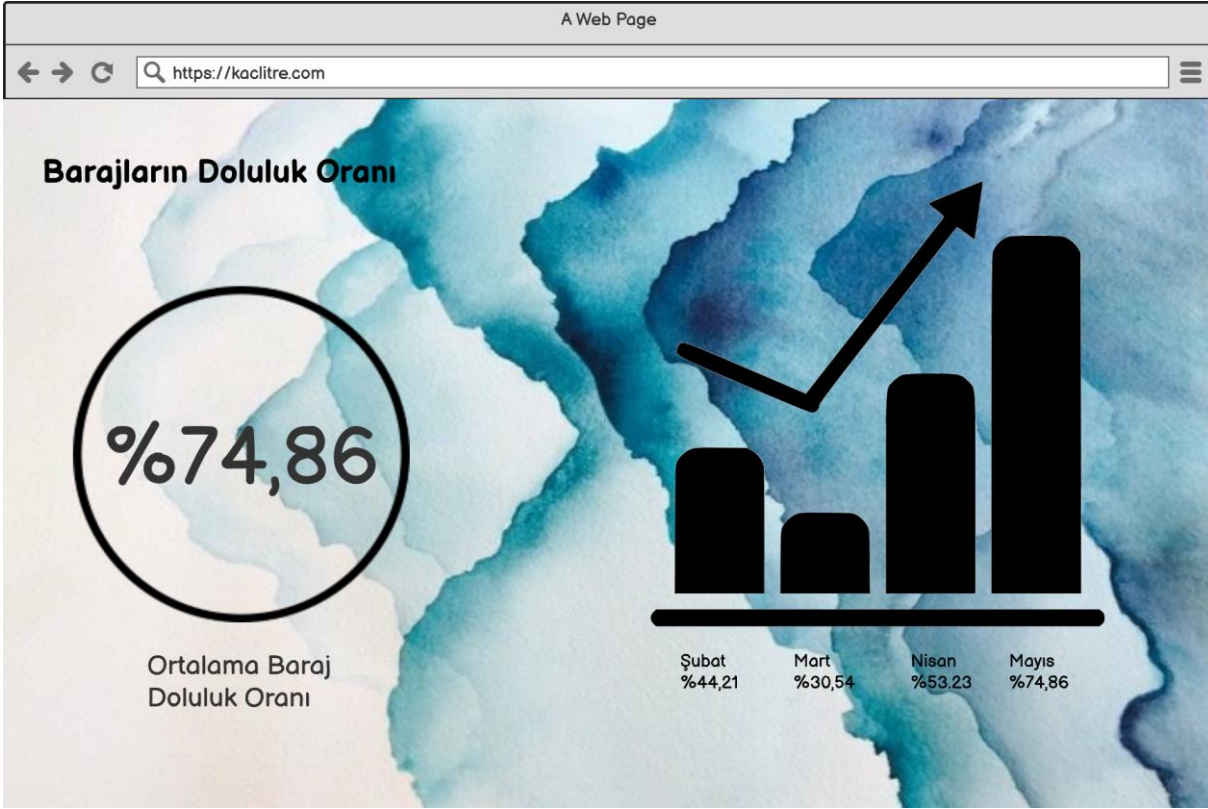 A Web Page
https://kaclitre.com
Barajların Doluluk Oranı
%74,86
Ortalama Baraj
Doluluk Oranı
Şubat Mart Nisan Mayıs
%44,21 %30,54 %53.23 %74,86